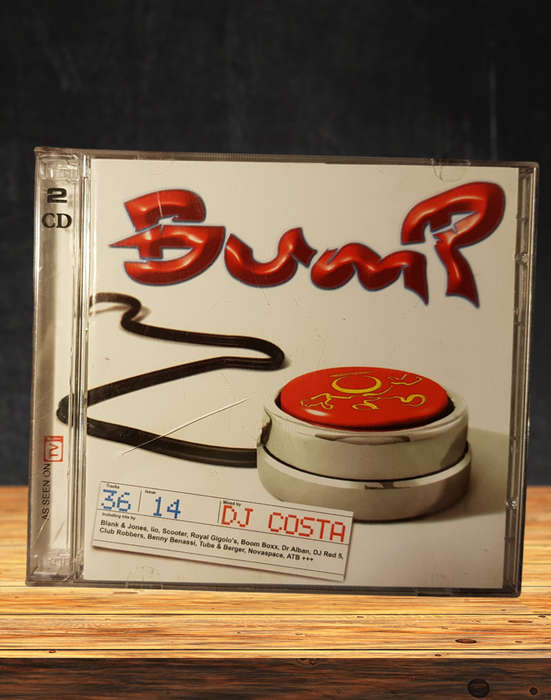 2
CD
Bump
AS SEEN ON TV
Tracks
36
Issue
14
Mixed by
DJ COSTA
Including hits by
Blank & Jones, iio, Scooter, Royal Gigolo's, Boom Boxx, Dr Alban, DJ Red 5,
Club Robbers, Benny Benassi, Tube & Berger, Novaspace, ATB +++